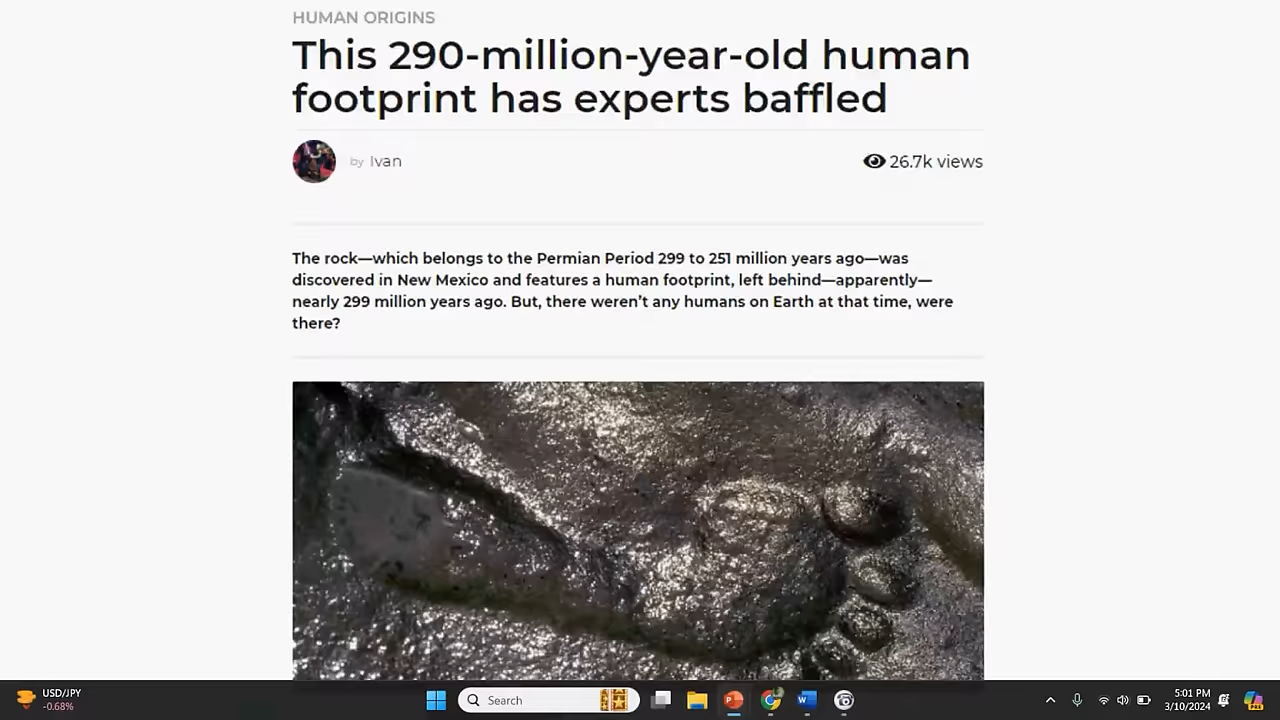 HUMAN ORIGINS
This 290-million-year-old human
footprint has experts baffled
by Ivan
26.7k views
The rock—which belongs to the Permian Period 299 to 251 million years ago—was
discovered in New Mexico and features a human footprint, left behind—apparently—
nearly 299 million years ago. But, there weren't any humans on Earth at that time, were
there?
USD/JPY
-0.68%
Search
5:01 PM
3/10/2024